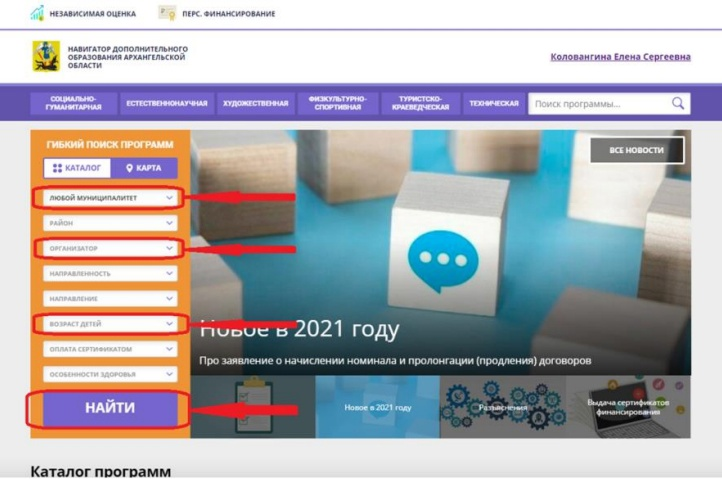 НЕЗАВИСИМАЯ ОЦЕНКА
ПЕРС. ФИНАНСИРОВАНИЕ
НАВИГАТОР ДОПОЛНИТЕЛЬНОГО
ОБРАЗОВАНИЯ АРХАНГЕЛЬСКОЙ
ОБЛАСТИ
Коловангина Елена Сергеевна
СОЦИАЛЬНО-
ГУМАНИТАРНАЯ
ЕСТЕСТВЕННОНАУЧНАЯ
ХУДОЖЕСТВЕННАЯ
ФИЗКУЛЬТУРНО-
СПОРТИВНАЯ
ТУРИСТСКО-
КРАЕВЕДЧЕСКАЯ
ТЕХНИЧЕСКАЯ
Поиск программы...
ГИБКИЙ ПОИСК ПРОГРАММ
КАТАЛОГ
КАРТА
ЛЮБОЙ МУНИЦИПАЛИТЕТ
РАЙОН
ОРГАНИЗАТОР
НАПРАВЛЕННОСТЬ
НАПРАВЛЕНИЕ
ВОЗРАСТ ДЕТЕЙ
ОПЛАТА СЕРТИФИКАТОМ
ОСОБЕННОСТИ ЗДОРОВЬЯ
НАЙТИ
ВСЕ НОВОСТИ
Новое в 2021 году
Про заявление о начислении номинала и пролонгации (продления) договоров
Новое в 2021 году
Разъяснения
Выдача сертификатов
финансирования
Каталог программ